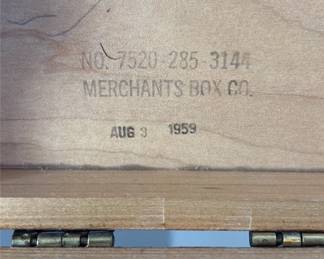 NO. 7520-285-3144
MERCHANTS BOX CO.
AUG 3 1959